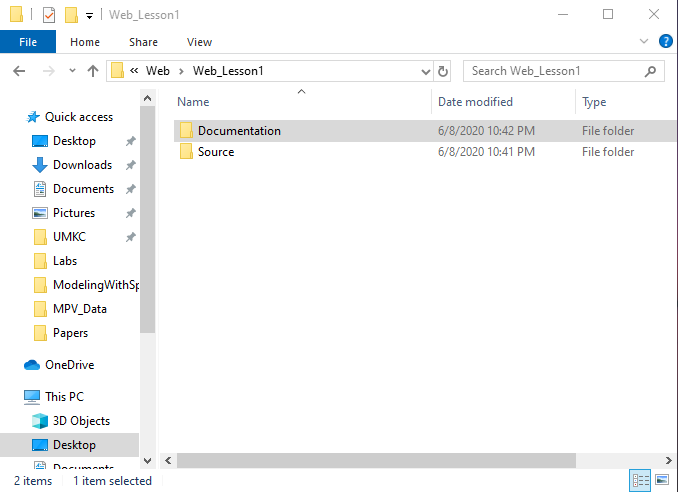 Web_Lesson1
File Home Share View
« Web > Web_Lesson1 Search Web_Lesson1
Name Date modified Type
Documentation 6/8/2020 10:42 PM File folder
Source 6/8/2020 10:41 PM File folder
Quick access
Desktop
Downloads
Documents
Pictures
UMKC
Labs
ModelingWithSp
MPV_Data
Papers
OneDrive
This PC
3D Objects
Desktop
Documents
2 items 1 item selected